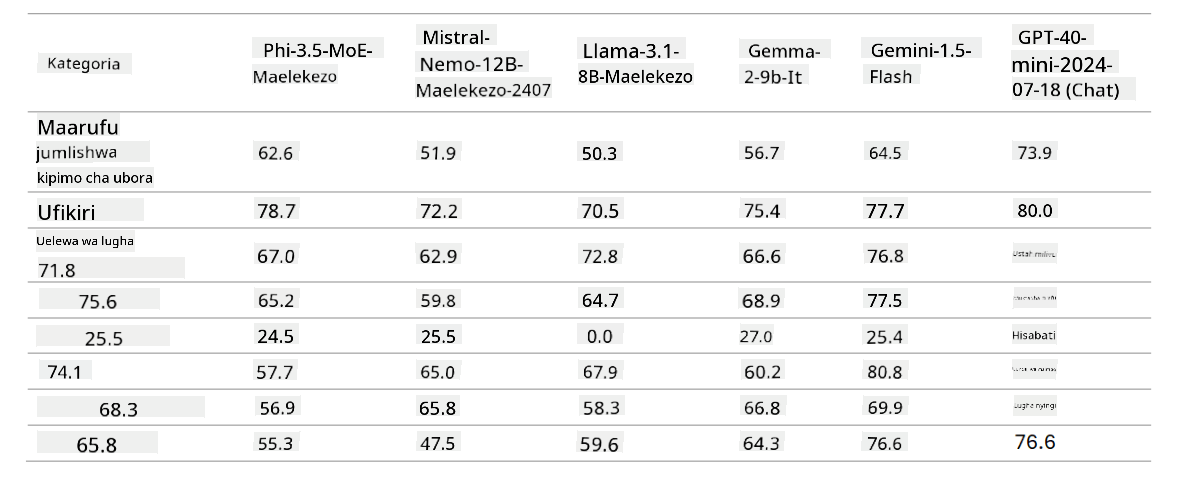 Kategoria
Phi-3.5-MoE-
Maelekezo
Mistral-
Nemo-12B-
Maelekezo-2407
Llama-3.1-
8B-Maelekezo
Gemma-
2-9b-It
Gemini-1.5-
Flash
GPT-40-
mini-2024-
07-18 (Chat)
Maarufu
jumlishwa
kipimo cha ubora
62.6 51.9 50.3 56.7 64.5 73.9
Ufikiri 78.7 72.2 70.5 75.4 77.7 80.0
Uelewa wa lugha
71.8
67.0 62.9 72.8 66.6 76.8
75.6 65.2 59.8 64.7 68.9 77.5
25.5 24.5 25.5 0.0 27.0 25.4 Hisabati
74.1 57.7 65.0 67.9 60.2 80.8
68.3 56.9 65.8 58.3 66.8 69.9 Lugha nyingi
65.8 55.3 47.5 59.6 64.3 76.6 76.6